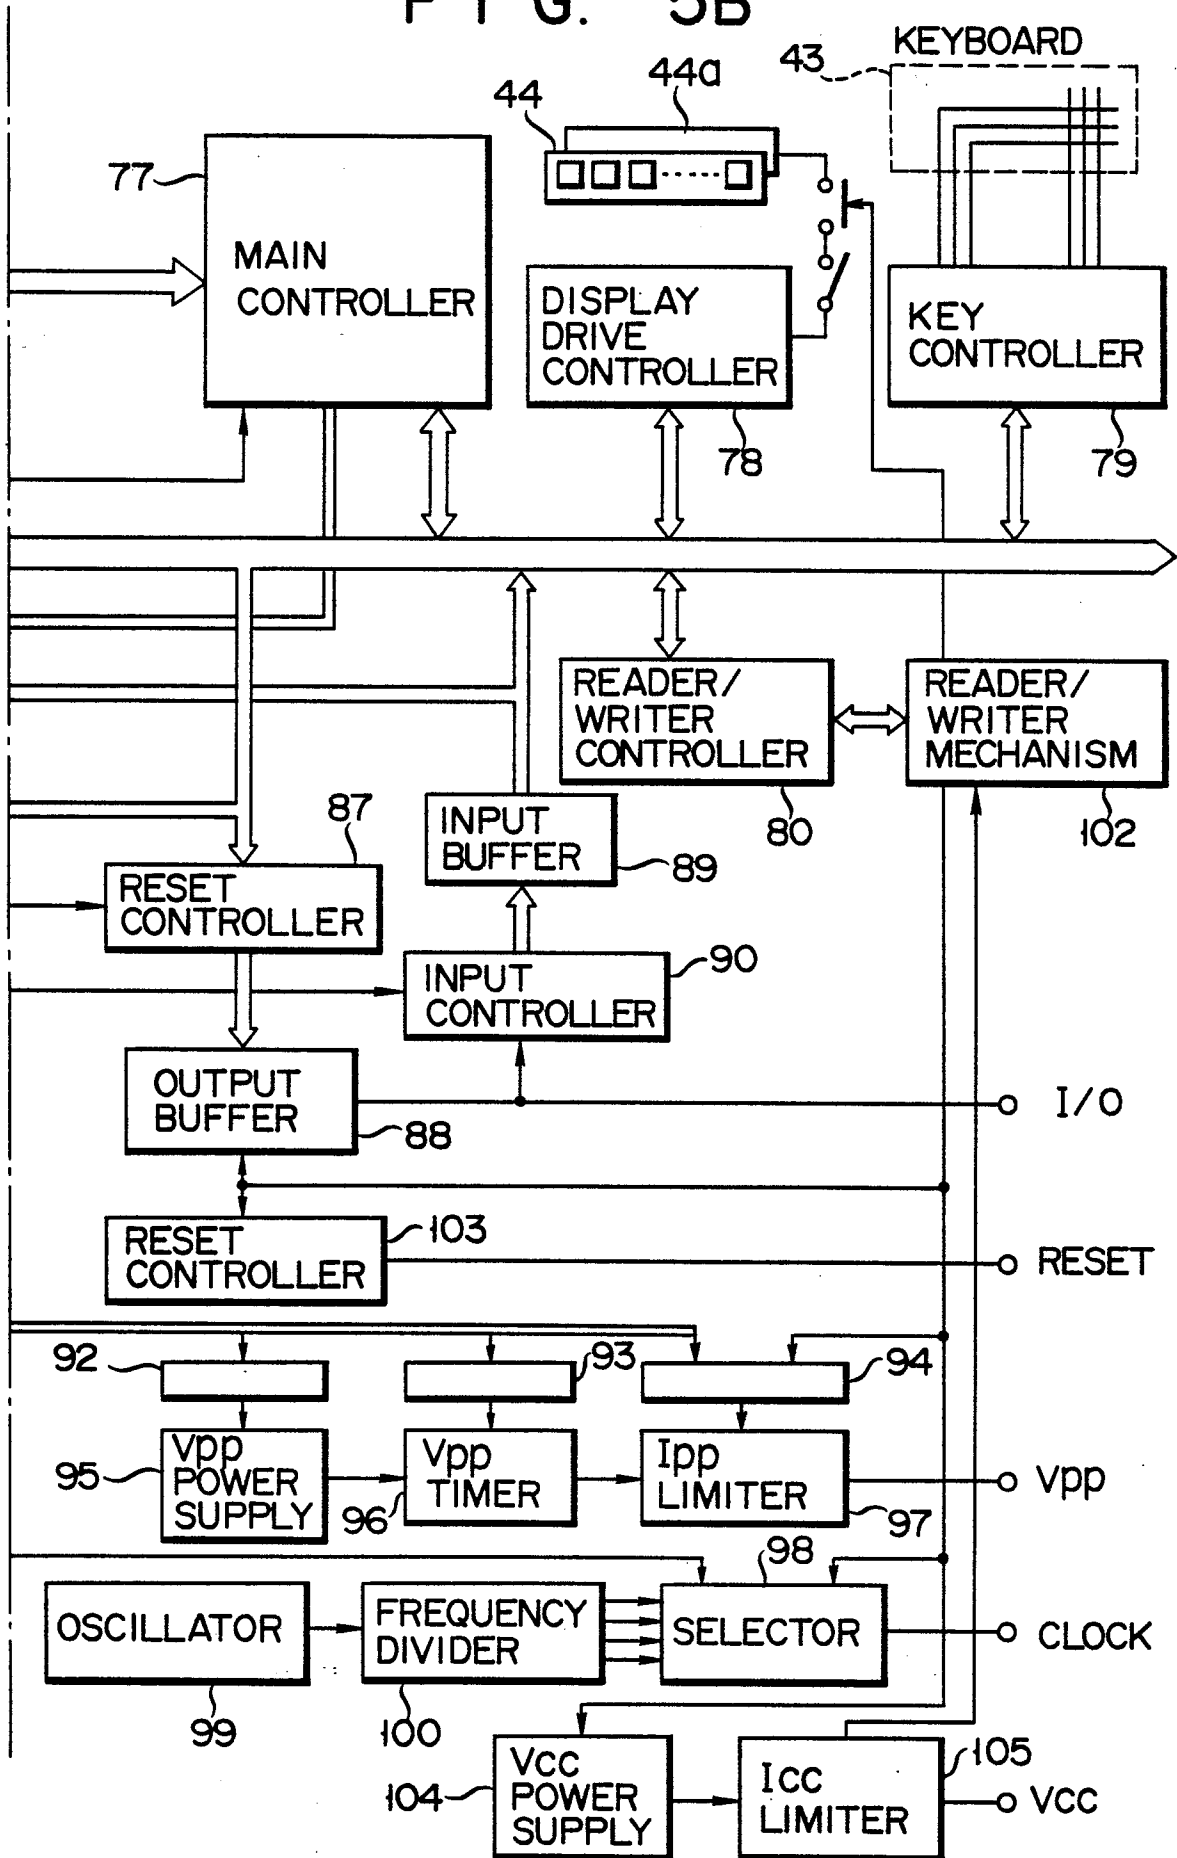 FIG. 5B
KEYBOARD
43
44a
44
77
MAIN
CONTROLLER
DISPLAY
DRIVE
CONTROLLER
KEY
CONTROLLER
78
79
READER/
WRITER
CONTROLLER
READER/
WRITER
MECHANISM
80
102
INPUT
BUFFER
89
87
RESET
CONTROLLER
90
INPUT
CONTROLLER
OUTPUT
BUFFER
88
I/O
103
RESET
CONTROLLER
RESET
92
93
94
Vpp
POWER
SUPPLY
95
Vpp
TIMER
96
Ipp
LIMITER
97
Vpp
98
OSCILLATOR
FREQUENCY
DIVIDER
SELECTOR
CLOCK
99
100
Vcc
POWER
SUPPLY
104
Icc
LIMITER
105
Vcc